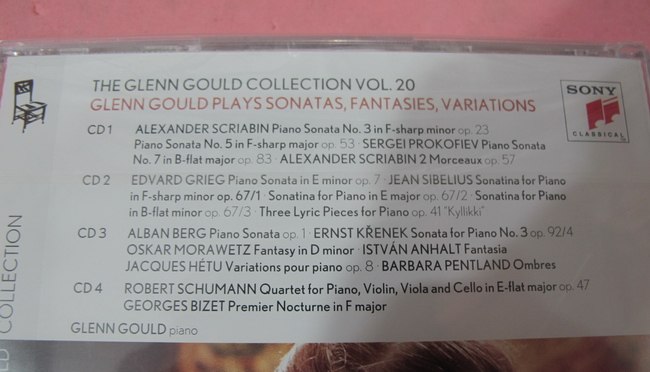 THE GLENN GOULD COLLECTION VOL. 20
GLENN GOULD PLAYS SONATAS, FANTASIES, VARIATIONS
SONY
CLASSICAL
CD 1 ALEXANDER SCRIABIN Piano Sonata No. 3 in F-sharp minor op. 23
Piano Sonata No. 5 in F-sharp major op. 53 · SERGEI PROKOFIEV Piano Sonata
No. 7 in B-flat major op. 83 · ALEXANDER SCRIABIN 2 Morceaux op. 57
CD 2 EDVARD GRIEG Piano Sonata in E minor op. 7 · JEAN SIBELIUS Sonatina for Piano
in F-sharp minor op. 67/1 · Sonatina for Piano in E major op. 67/2 · Sonatina for Piano
in B-flat minor op. 67/3 · Three Lyric Pieces for Piano op. 41 "Kyllikki"
CD 3 ALBAN BERG Piano Sonata op. 1 · ERNST KŘENEK Sonata for Piano No. 3 op. 92/4
OSKAR MORAWETZ Fantasy in D minor · ISTVÁN ANHALT Fantasia
JACQUES HÉTU Variations pour piano op. 8 · BARBARA PENTLAND Ombres
CD 4 ROBERT SCHUMANN Quartet for Piano, Violin, Viola and Cello in E-flat major op. 47
GEORGES BIZET Premier Nocturne in F major
GLENN GOULD piano
COLLECTION